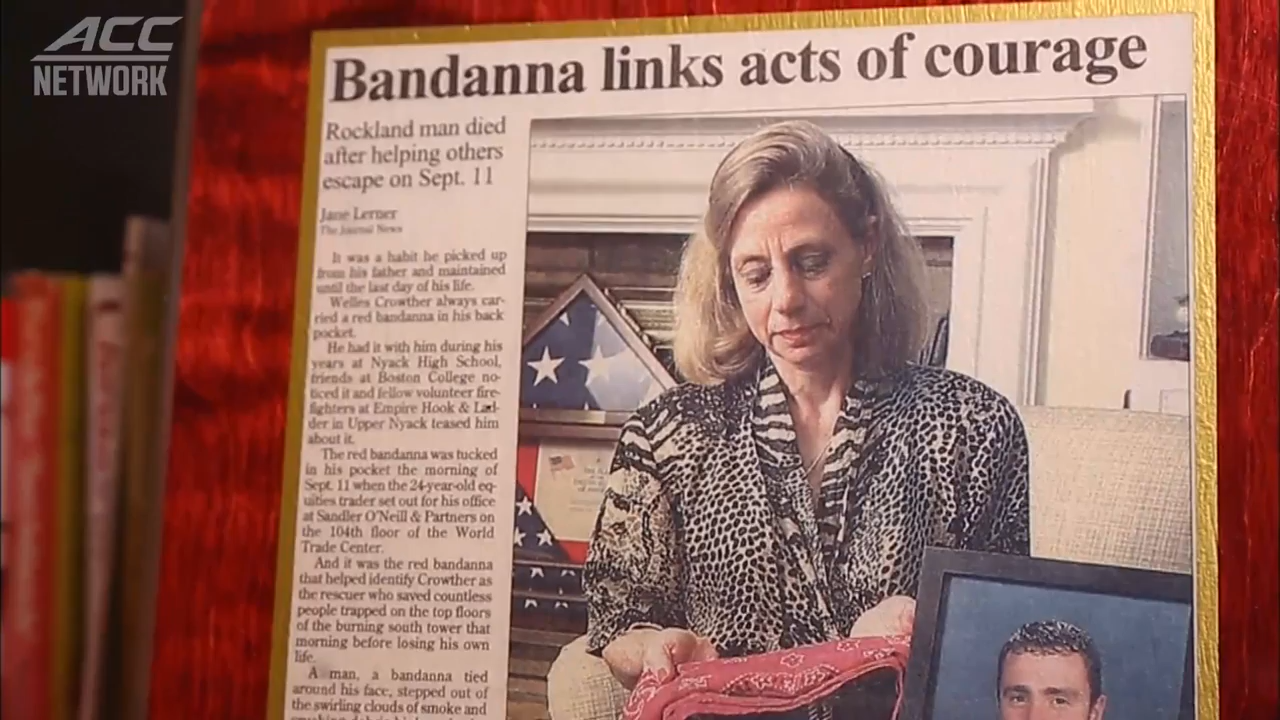 ACC
NETWORK
Bandanna links acts of courage
Rockland man died
after helping others
escape on Sept. 11
Jane Lerner
The Journal News
It was a habit he picked up
from his father and maintained
until the last day of his life.
Welles Crowther always car-
ried a red bandanna in his back
pocket.
He had it with him during his
years at Nyack High School,
friends at Boston College no-
ticed it and fellow volunteer fire-
fighters at Empire Hook & Lad-
der in Upper Nyack teased him
about it.
The red bandanna was tucked
in his pocket the morning of
Sept. 11 when the 24-year-old eq-
uities trader set out for his office
at Sandler O'Neill & Partners on
the 104th floor of the World
Trade Center.
And it was the red bandanna
that helped identify Crowther as
the rescuer who saved countless
people trapped on the top floors
of the burning south tower that
morning before losing his own
life.
A man, a bandanna tied
around his face, stepped out of
the swirling clouds of smoke and